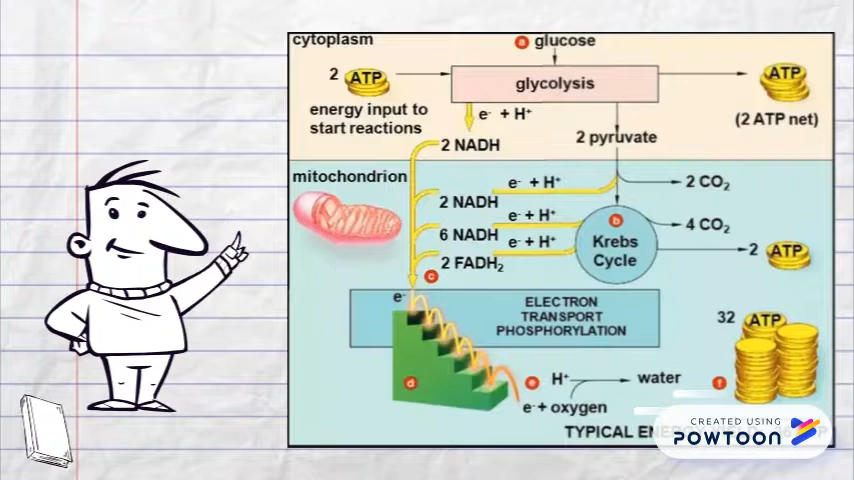 cytoplasm
a glucose
2 ATP
glycolysis
ATP
energy input to
start reactions
e- + H+
(2 ATP net)
2 NADH
2 pyruvate
mitochondrion
e- + H+
2 CO2
2 NADH
e- + H+
b
4 CO2
6 NADH
e- + H+
Krebs
Cycle
2 ATP
2 FADH2
c
e-
ELECTRON
TRANSPORT
PHOSPHORYLATION
32 ATP
d
e
H+
water
f
e- + oxygen
TYPICAL
CREATED USING
POWTOON